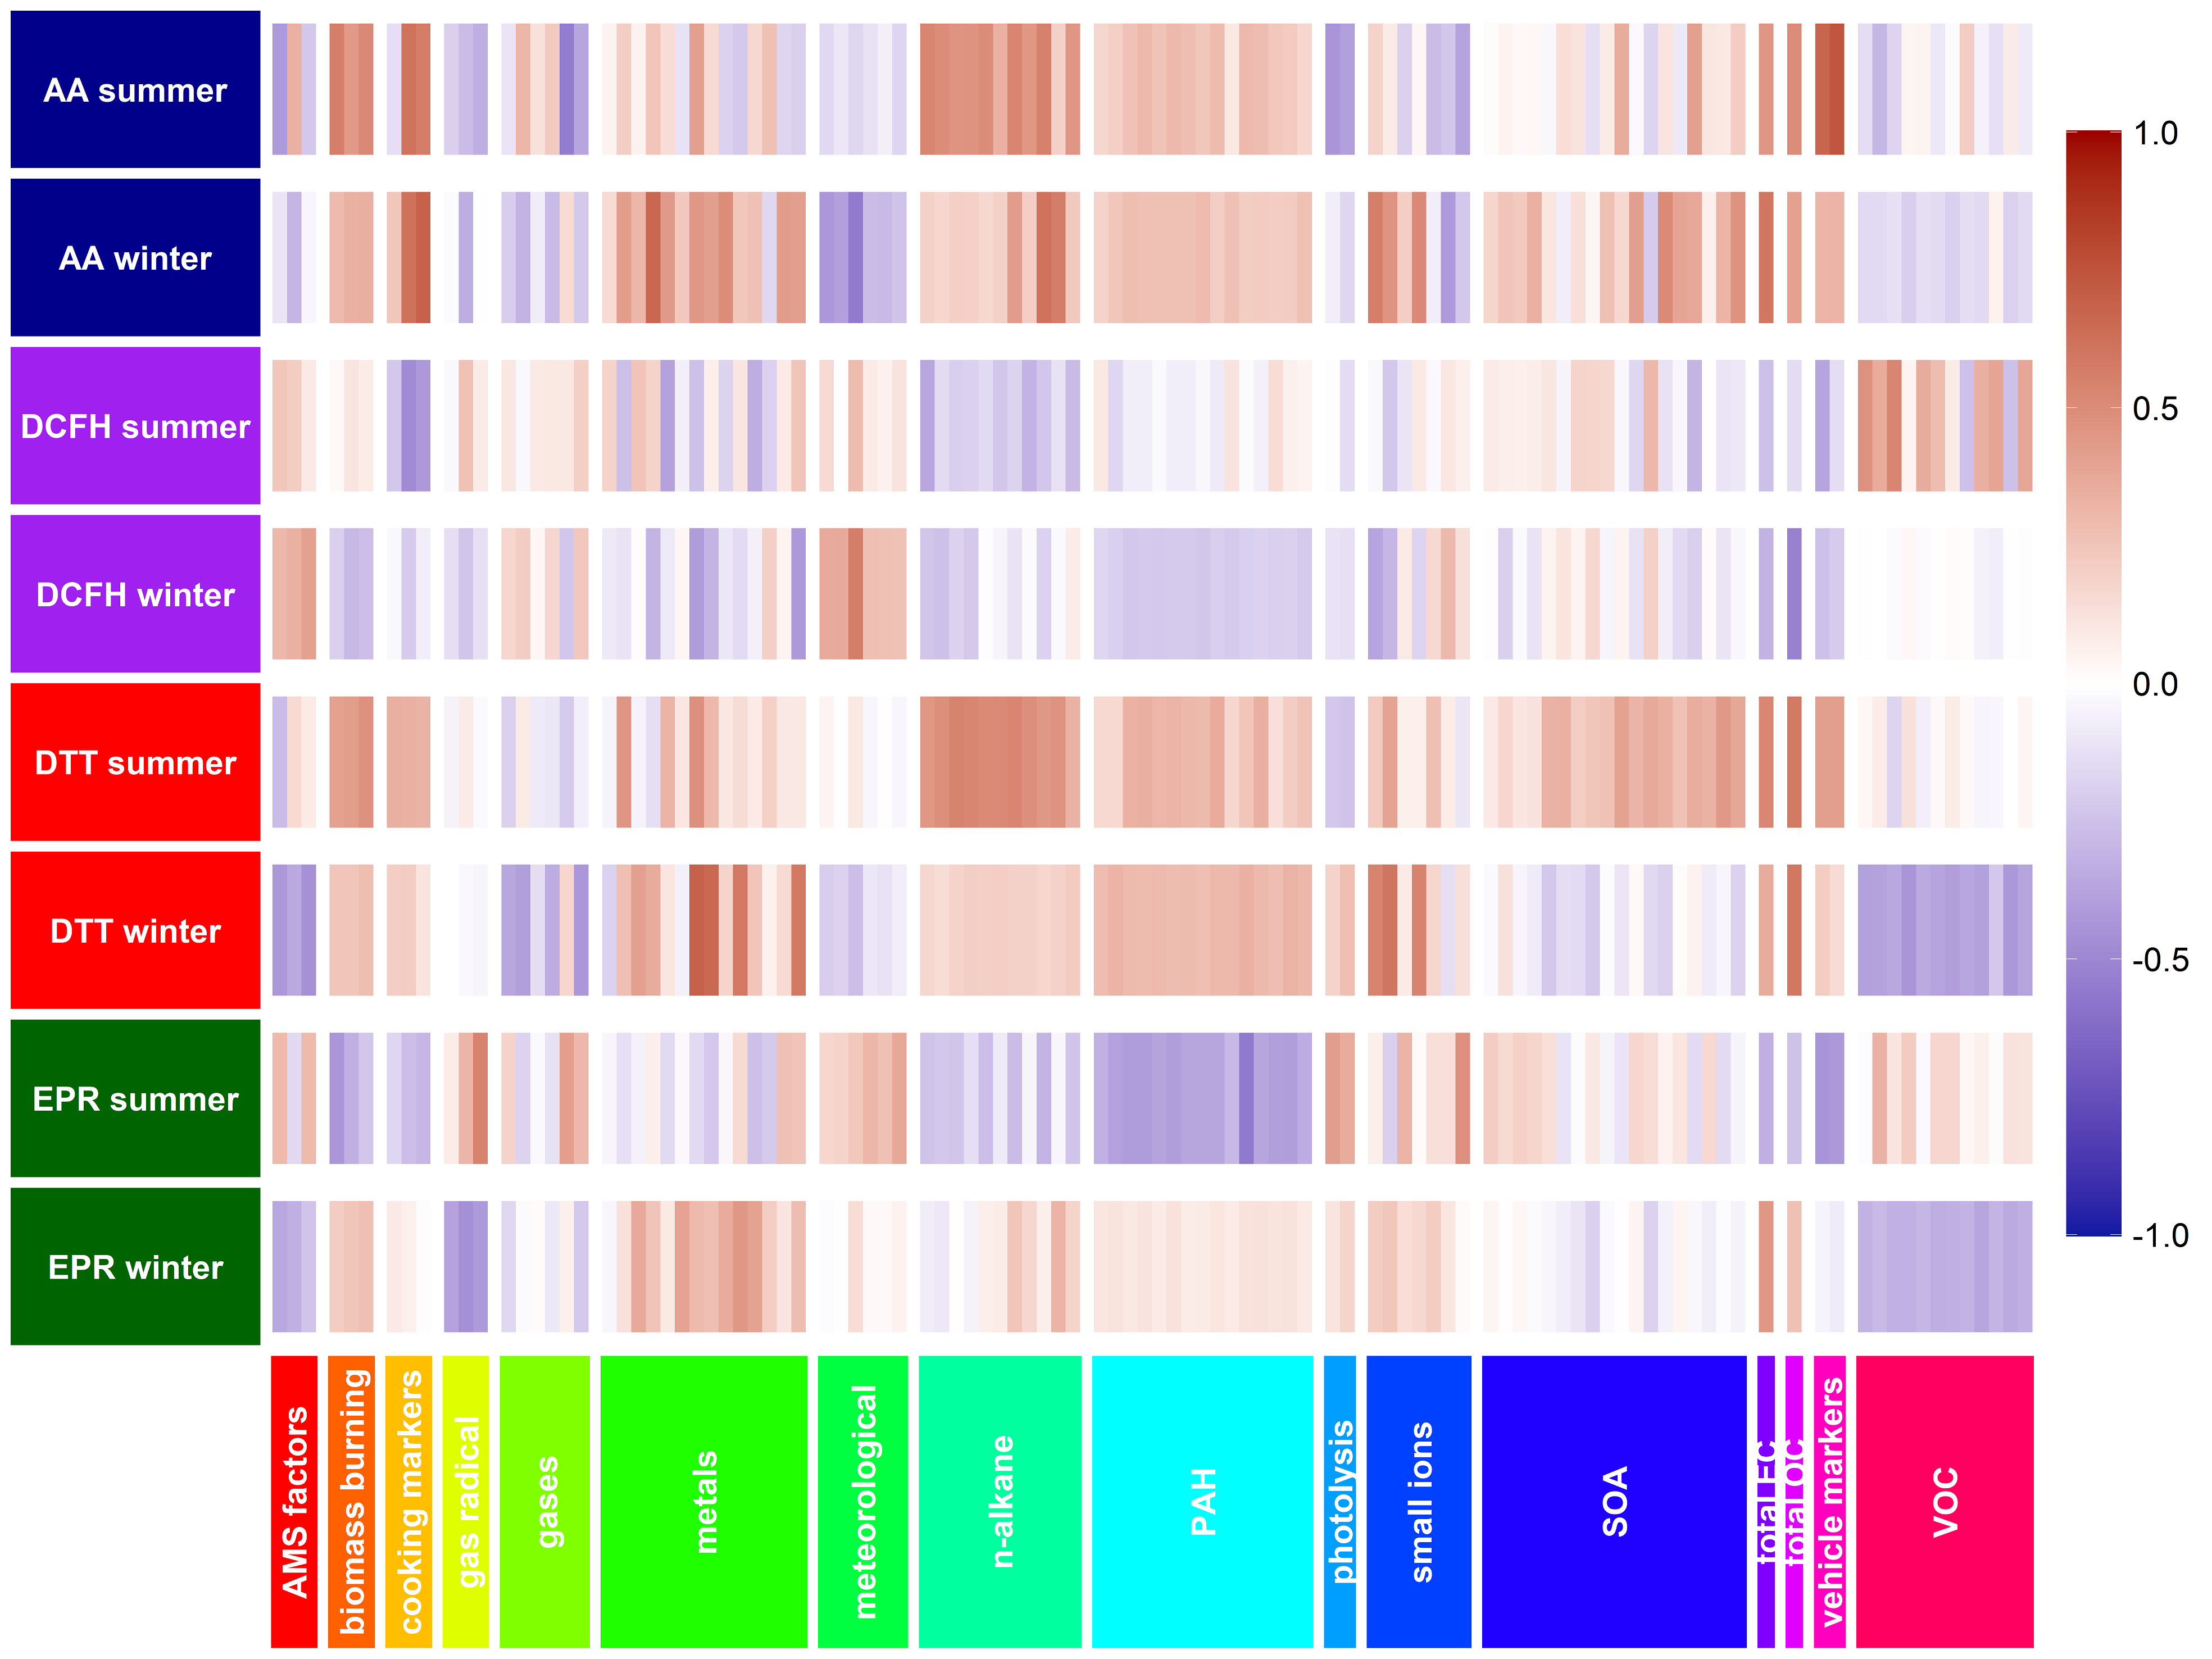 AA summer
AA winter
DCFH summer
DCFH winter
DTT summer
DTT winter
EPR summer
EPR winter
1.0
0.5
0.0
-0.5
-1.0
AMS factors
biomass burning
cooking markers
gas radical
gases
metals
meteorological
n-alkane
PAH
photolysis
small ions
SOA
total EC
total
vehicle markers
VOC